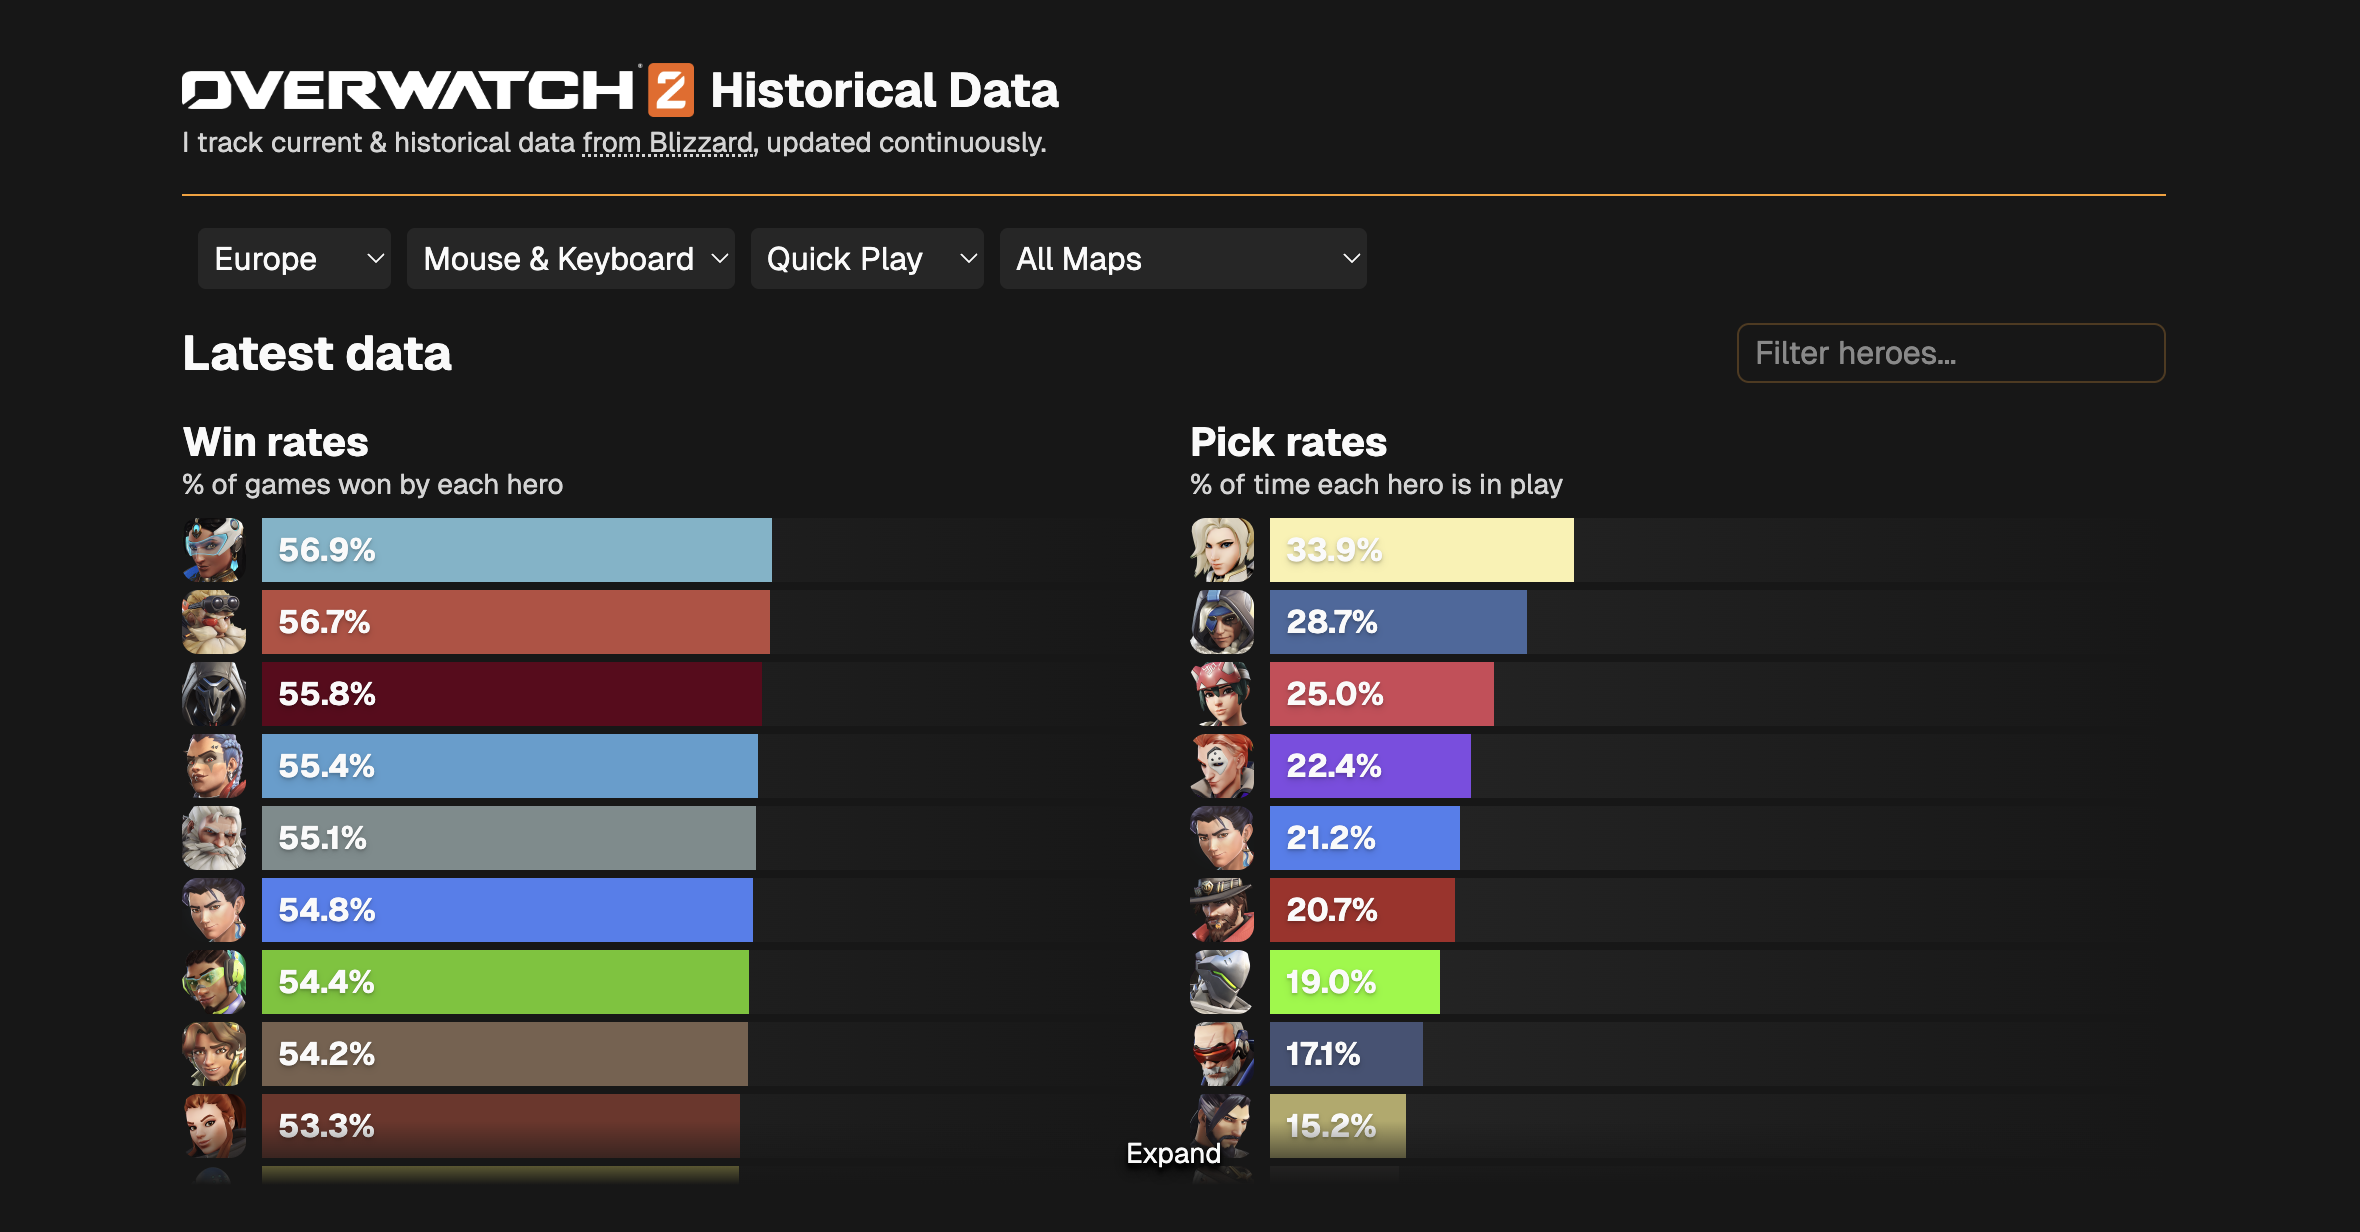 OVERWATCH 2 Historical Data
I track current & historical data from Blizzard, updated continuously.
Europe
Mouse & Keyboard
Quick Play
All Maps
Latest data
Filter heroes...
Win rates
% of games won by each hero
56.9%
56.7%
55.8%
55.4%
55.1%
54.8%
54.4%
54.2%
53.3%
Pick rates
% of time each hero is in play
33.9%
28.7%
25.0%
22.4%
21.2%
20.7%
19.0%
17.1%
15.2%
Expand